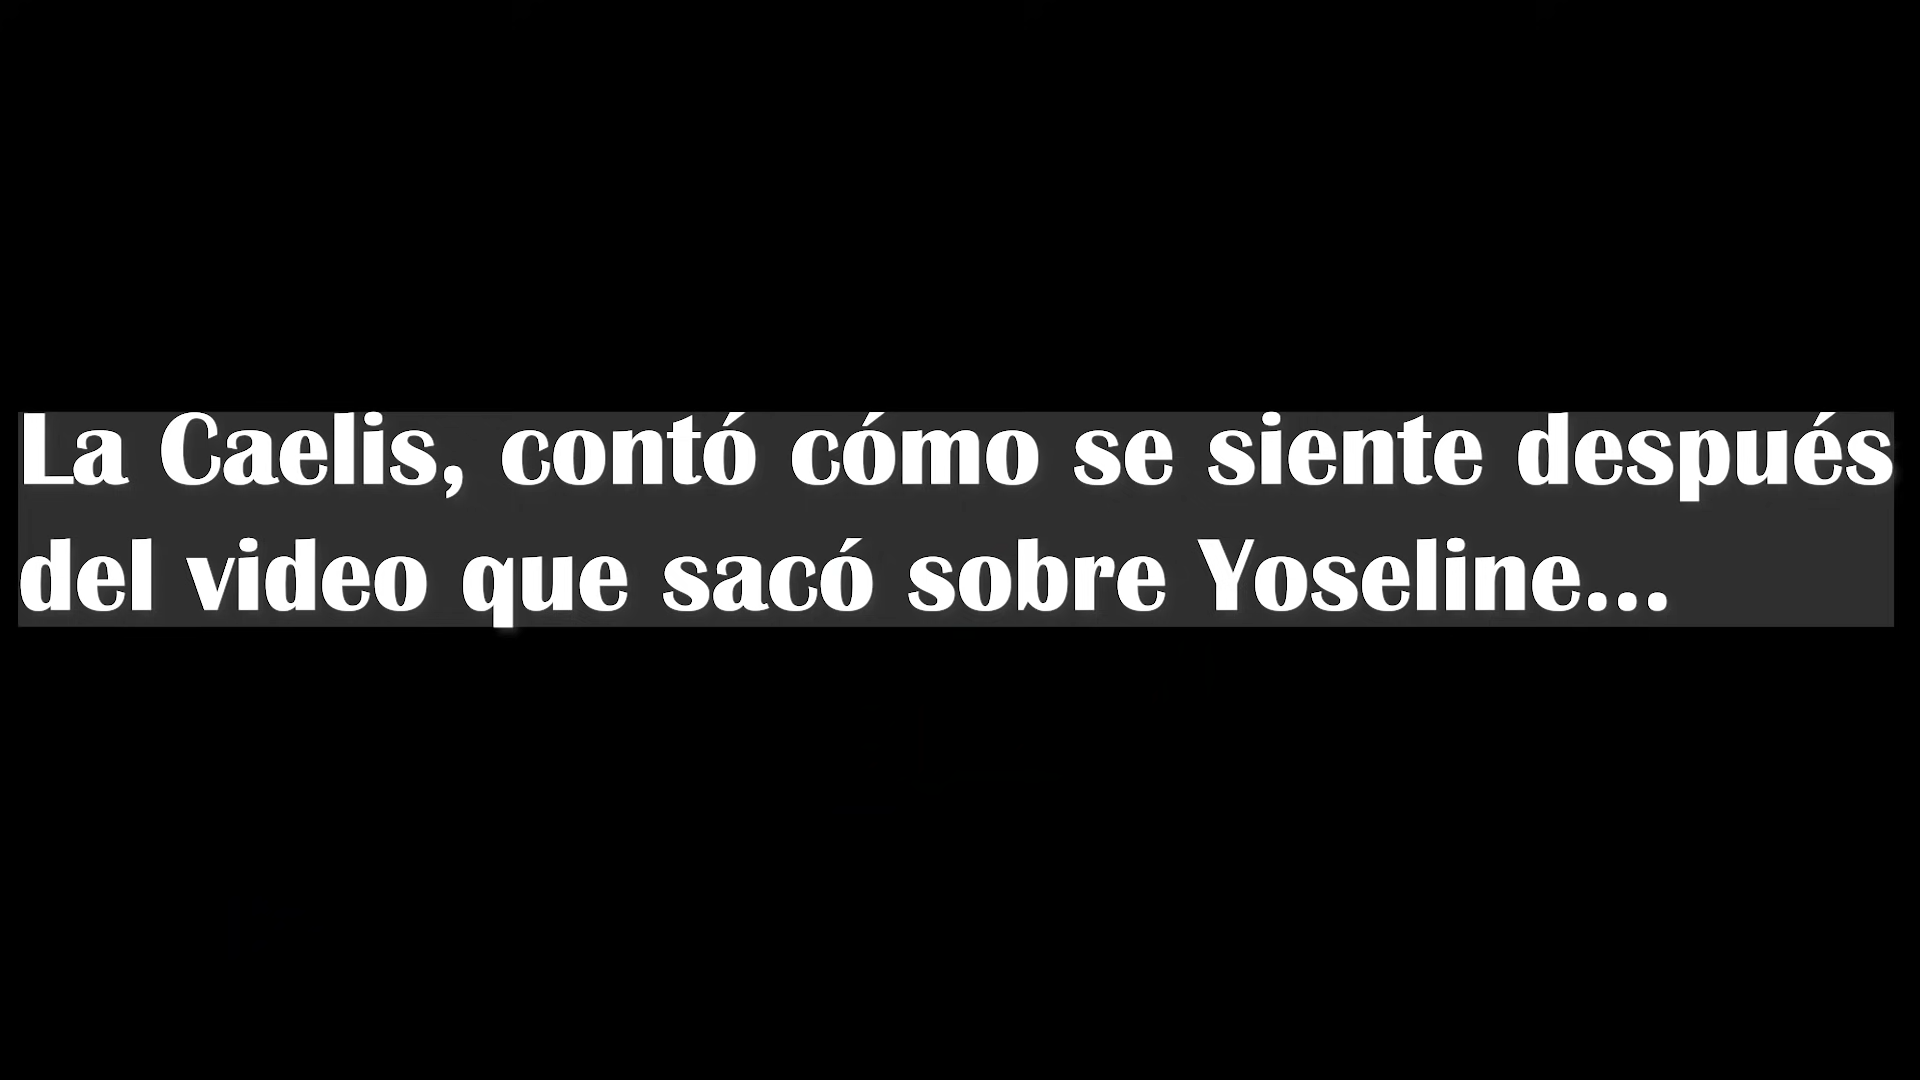 La Caelis, contó cómo se siente después
del video que sacó sobre Yoseline...